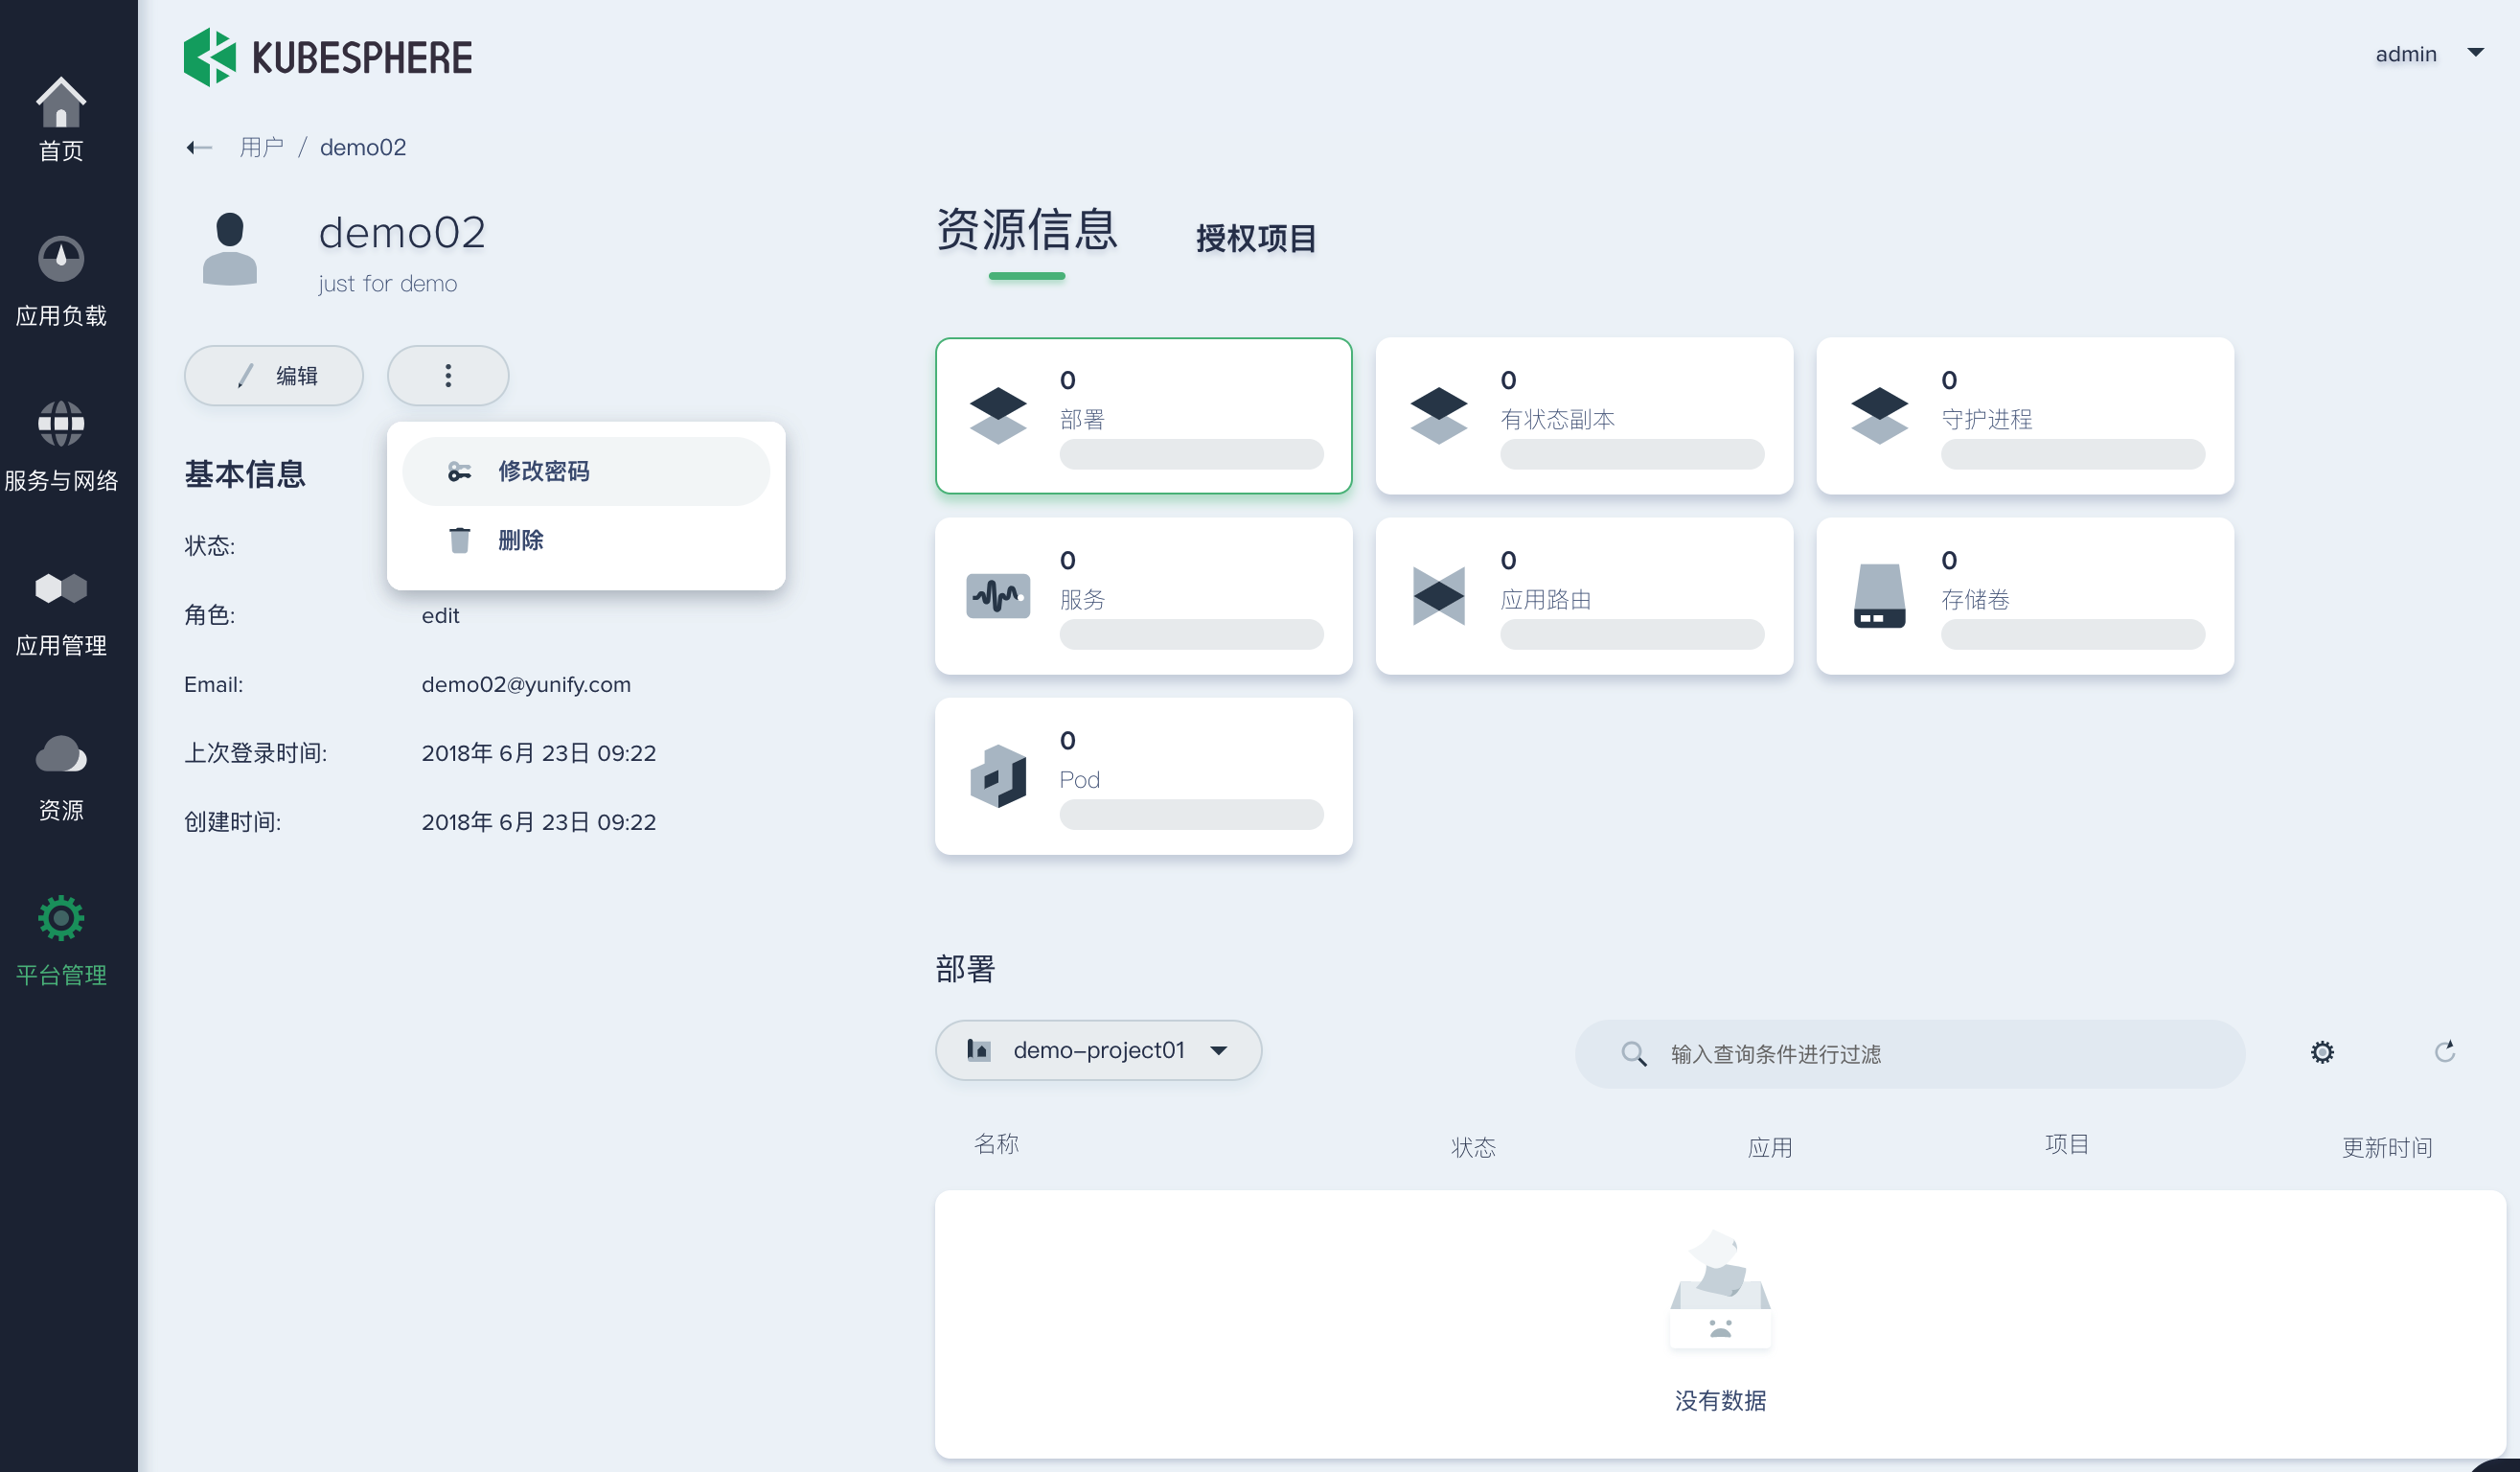 KUBESPHERE
admin
首页
应用负载
服务与网络
应用管理
资源
平台管理
用户 / demo02
demo02
just for demo
编辑
修改密码
删除
基本信息
状态:
角色: edit
Email: demo02@yunify.com
上次登录时间: 2018年 6月 23日 09:22
创建时间: 2018年 6月 23日 09:22
资源信息 授权项目
0
部署
0
有状态副本
0
守护进程
0
服务
0
应用路由
0
存储卷
0
Pod
部署
demo-project01
输入查询条件进行过滤
名称 状态 应用 项目 更新时间
没有数据